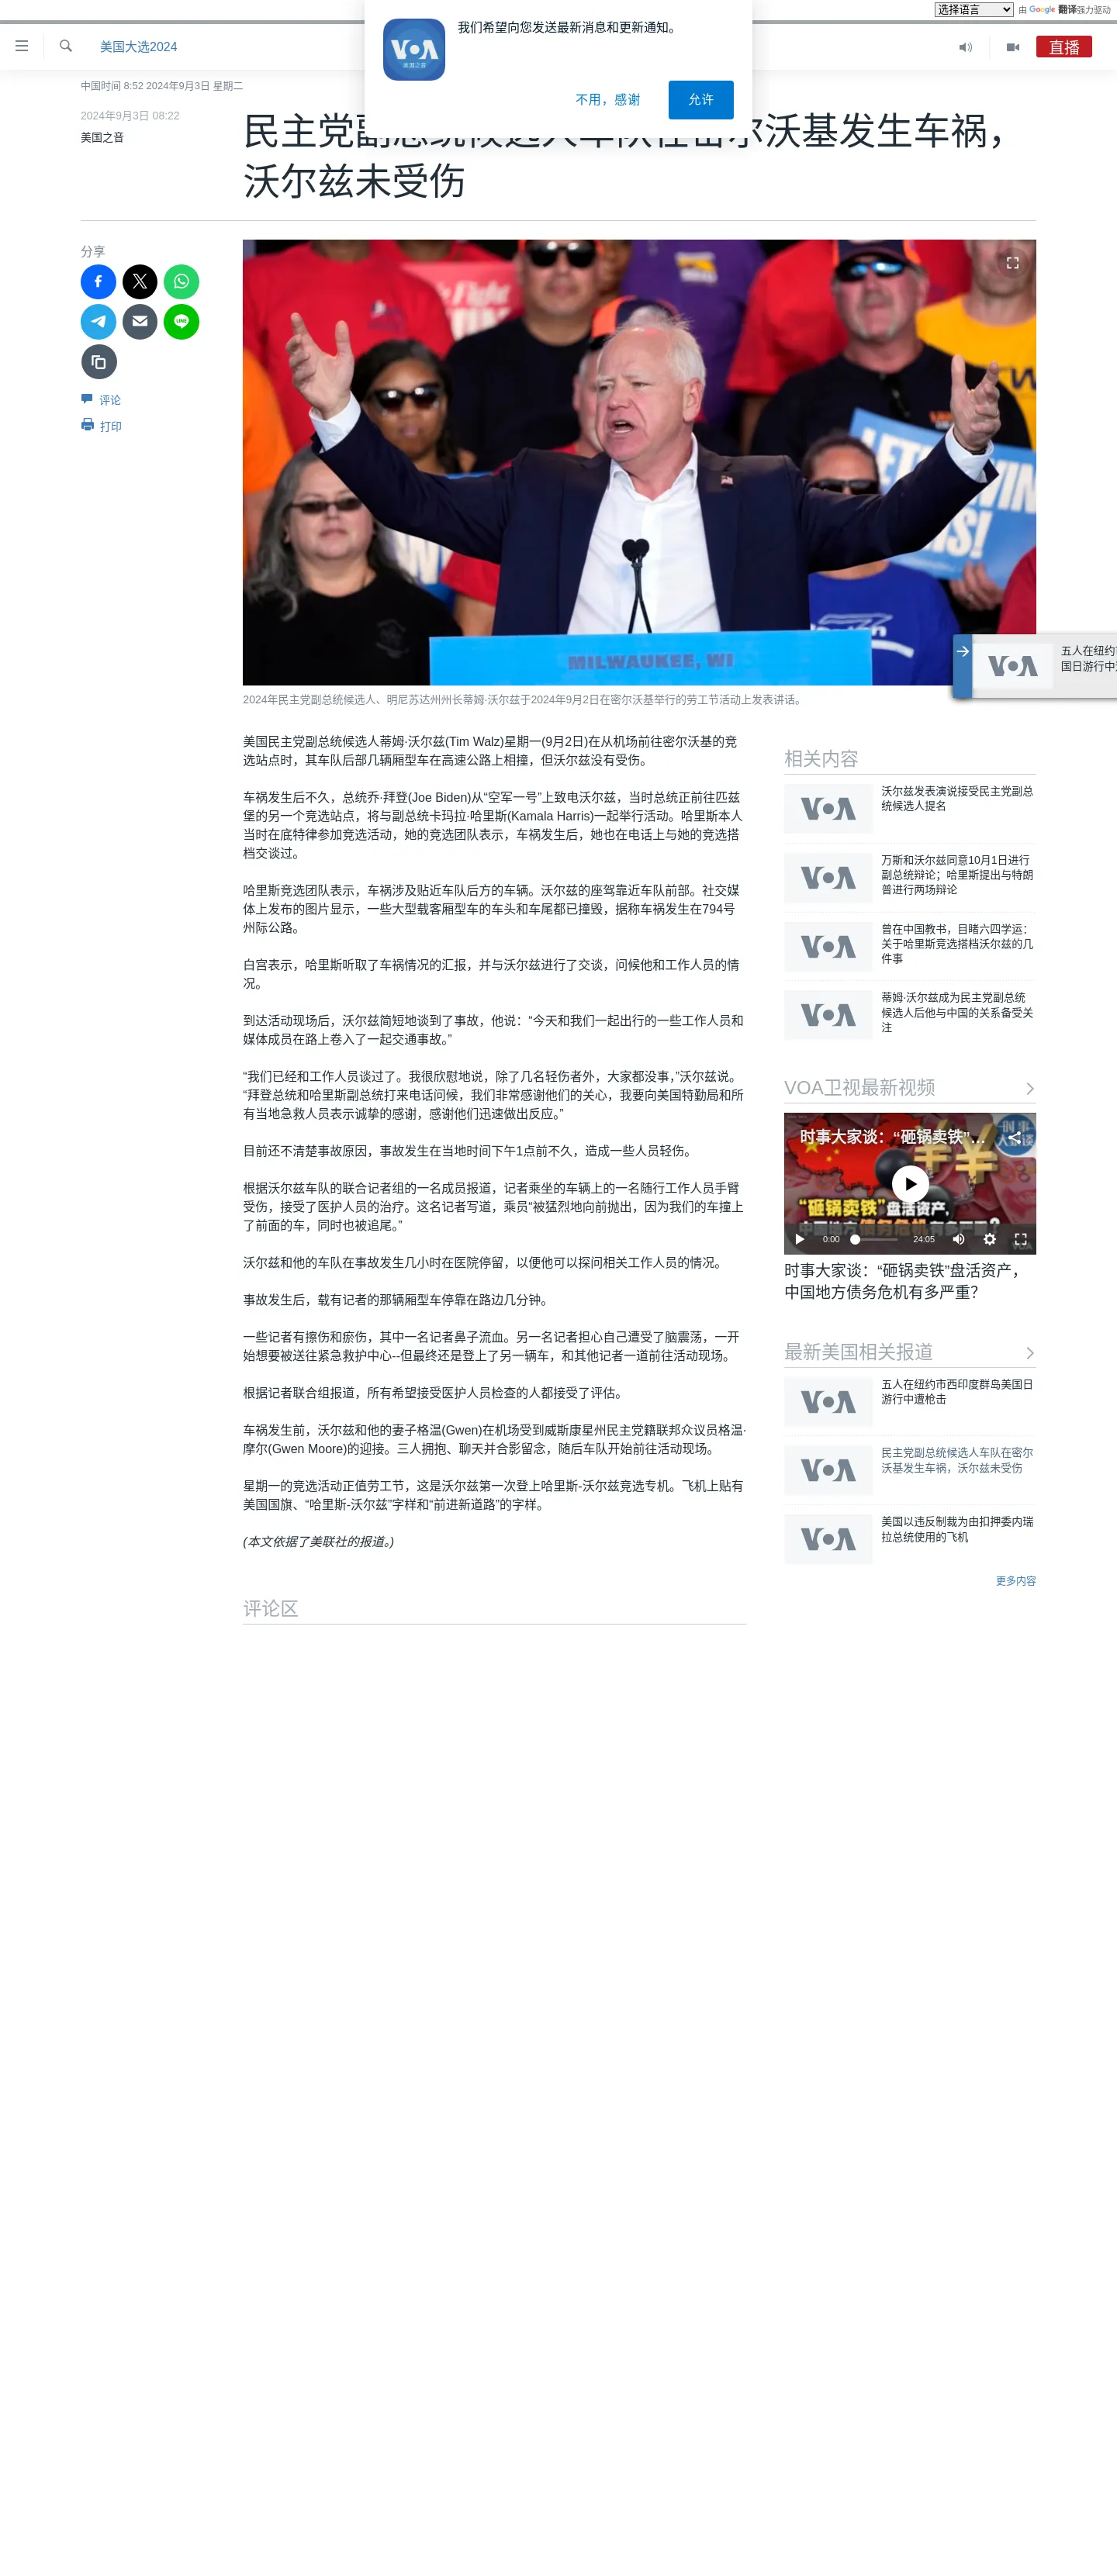 选择语言
由 Google 翻译强力驱动
我们希望向您发送最新消息和更新通知。
VOA
美国之音
不用，感谢
允许
美国大选2024
直播
中国时间 8:52 2024年9月3日 星期二
2024年9月3日 08:22
美国之音
民主党副总统候选人车队在密尔沃基发生车祸，
沃尔兹未受伤
分享
评论
打印
MILWAUKEE, WI
2024年民主党副总统候选人、明尼苏达州州长蒂姆·沃尔兹于2024年9月2日在密尔沃基举行的劳工节活动上发表讲话。
VOA
美国民主党副总统候选人蒂姆·沃尔兹(Tim Walz)星期一(9月2日)在从机场前往密尔沃基的竞
选站点时，其车队后部几辆厢型车在高速公路上相撞，但沃尔兹没有受伤。
车祸发生后不久，总统乔·拜登(Joe Biden)从“空军一号”上致电沃尔兹，当时总统正前往匹兹
堡的另一个竞选站点，将与副总统卡玛拉·哈里斯(Kamala Harris)一起举行活动。哈里斯本人
当时在底特律参加竞选活动，她的竞选团队表示，车祸发生后，她也在电话上与她的竞选搭
档交谈过。
哈里斯竞选团队表示，车祸涉及贴近车队后方的车辆。沃尔兹的座驾靠近车队前部。社交媒
体上发布的图片显示，一些大型载客厢型车的车头和车尾都已撞毁，据称车祸发生在794号
州际公路。
白宫表示，哈里斯听取了车祸情况的汇报，并与沃尔兹进行了交谈，问候他和工作人员的情
况。
到达活动现场后，沃尔兹简短地谈到了事故，他说：“今天和我们一起出行的一些工作人员和
媒体成员在路上卷入了一起交通事故。”
“我们已经和工作人员谈过了。我很欣慰地说，除了几名轻伤者外，大家都没事，”沃尔兹说。
“拜登总统和哈里斯副总统打来电话问候，我们非常感谢他们的关心，我要向美国特勤局和所
有当地急救人员表示诚挚的感谢，感谢他们迅速做出反应。”
目前还不清楚事故原因，事故发生在当地时间下午1点前不久，造成一些人员轻伤。
根据沃尔兹车队的联合记者组的一名成员报道，记者乘坐的车辆上的一名随行工作人员手臂
受伤，接受了医护人员的治疗。这名记者写道，乘员“被猛烈地向前抛出，因为我们的车撞上
了前面的车，同时也被追尾。”
沃尔兹和他的车队在事故发生几小时在医院停留，以便他可以探问相关工作人员的情况。
事故发生后，载有记者的那辆厢型车停靠在路边几分钟。
一些记者有擦伤和瘀伤，其中一名记者鼻子流血。另一名记者担心自己遭受了脑震荡，一开
始想要被送往紧急救护中心--但最终还是登上了另一辆车，和其他记者一道前往活动现场。
根据记者联合组报道，所有希望接受医护人员检查的人都接受了评估。
车祸发生前，沃尔兹和他的妻子格温(Gwen)在机场受到威斯康星州民主党籍联邦众议员格温·
摩尔(Gwen Moore)的迎接。三人拥抱、聊天并合影留念，随后车队开始前往活动现场。
星期一的竞选活动正值劳工节，这是沃尔兹第一次登上哈里斯-沃尔兹竞选专机。飞机上贴有
美国国旗、“哈里斯-沃尔兹”字样和“前进新道路”的字样。
(本文依据了美联社的报道。)
评论区
相关内容
VOA
沃尔兹发表演说接受民主党副总
统候选人提名
VOA
万斯和沃尔兹同意10月1日进行
副总统辩论；哈里斯提出与特朗
普进行两场辩论
VOA
曾在中国教书，目睹六四学运：
关于哈里斯竞选搭档沃尔兹的几
件事
VOA
蒂姆·沃尔兹成为民主党副总统
候选人后他与中国的关系备受关
注
VOA卫视最新视频
时事大家谈：“砸锅卖铁”...
“砸锅卖铁”盘活资产，
0:00
24:05
时事大家谈：“砸锅卖铁”盘活资产，
中国地方债务危机有多严重？
最新美国相关报道
VOA
五人在纽约市西印度群岛美国日
游行中遭枪击
VOA
民主党副总统候选人车队在密尔
沃基发生车祸，沃尔兹未受伤
VOA
美国以违反制裁为由扣押委内瑞
拉总统使用的飞机
更多内容